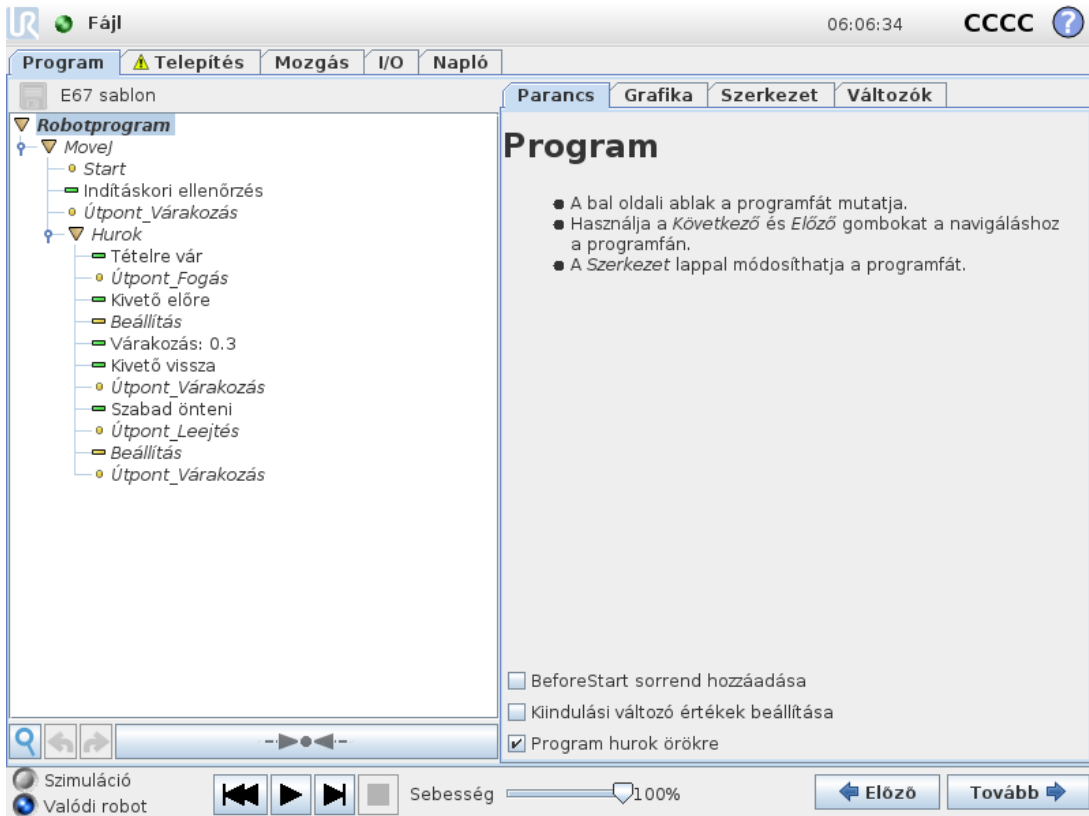 UR Fájl 06:06:34 CCCC ?
Program Telepítés Mozgás I/O Napló
E67 sablon
Parancs Grafika Szerkezet Változók
Robotprogram
MoveJ
Start
Indításkori ellenőrzés
Útpont_Várakozás
Hurok
Tételre vár
Útpont_Fogás
Kivető előre
Beállítás
Várakozás: 0.3
Kivető vissza
Útpont_Várakozás
Szabad önteni
Útpont_Leejtés
Beállítás
Útpont_Várakozás
Program
A bal oldali ablak a programfát mutatja.
Használja a Következő és Előző gombokat a navigáláshoz
a programfán.
A Szerkezet lappal módosíthatja a programfát.
BeforeStart sorrend hozzáadása
Kiindulási változó értékek beállítása
Program hurok örökre
Szimuláció
Valódi robot
Sebesség 100%
Előző Tovább